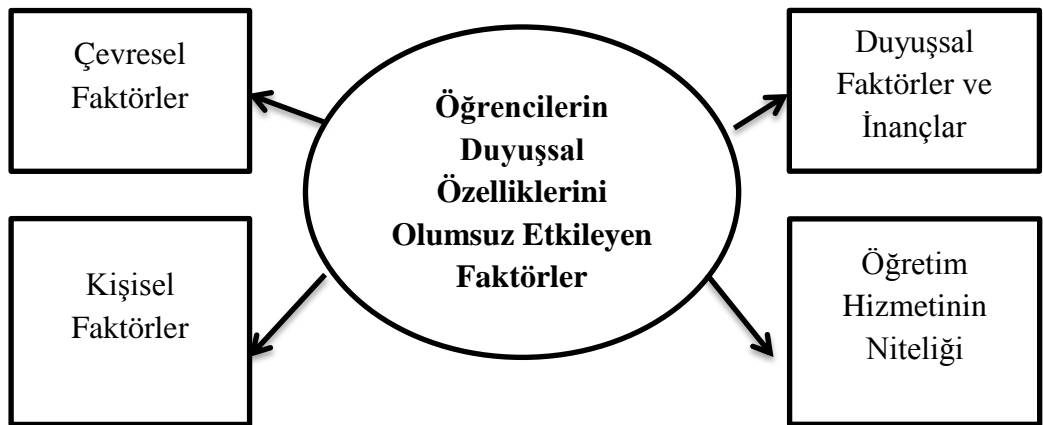 Çevresel
Faktörler
Öğrencilerin
Duyuşsal
Özelliklerini
Olumsuz Etkileyen
Faktörler
Duyuşsal
Faktörler ve
İnançlar
Kişisel
Faktörler
Öğretim
Hizmetinin
Niteliği